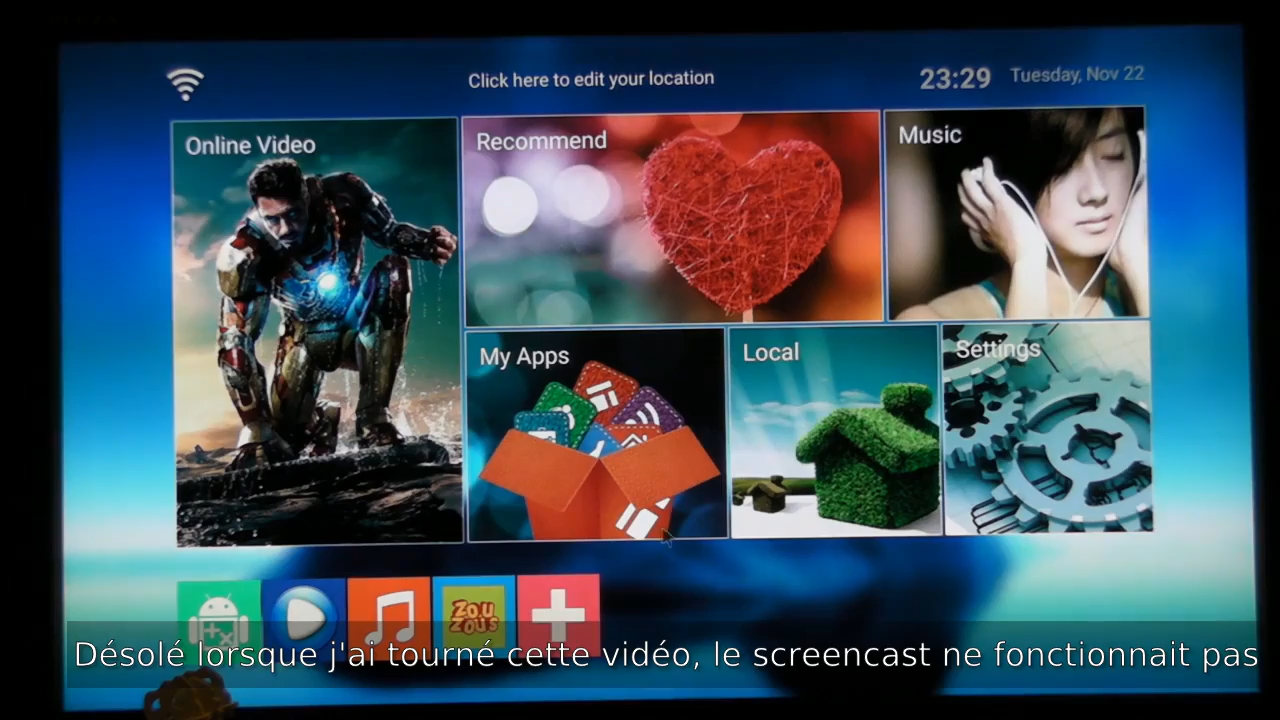 Click here to edit your location
23:29 Tuesday, Nov 22
Online Video
Recommend
Music
My Apps
Local
Settings
ZOU
ZOUS
Désolé lorsque j'ai tourné cette vidéo, le screencast ne fonctionnait pas